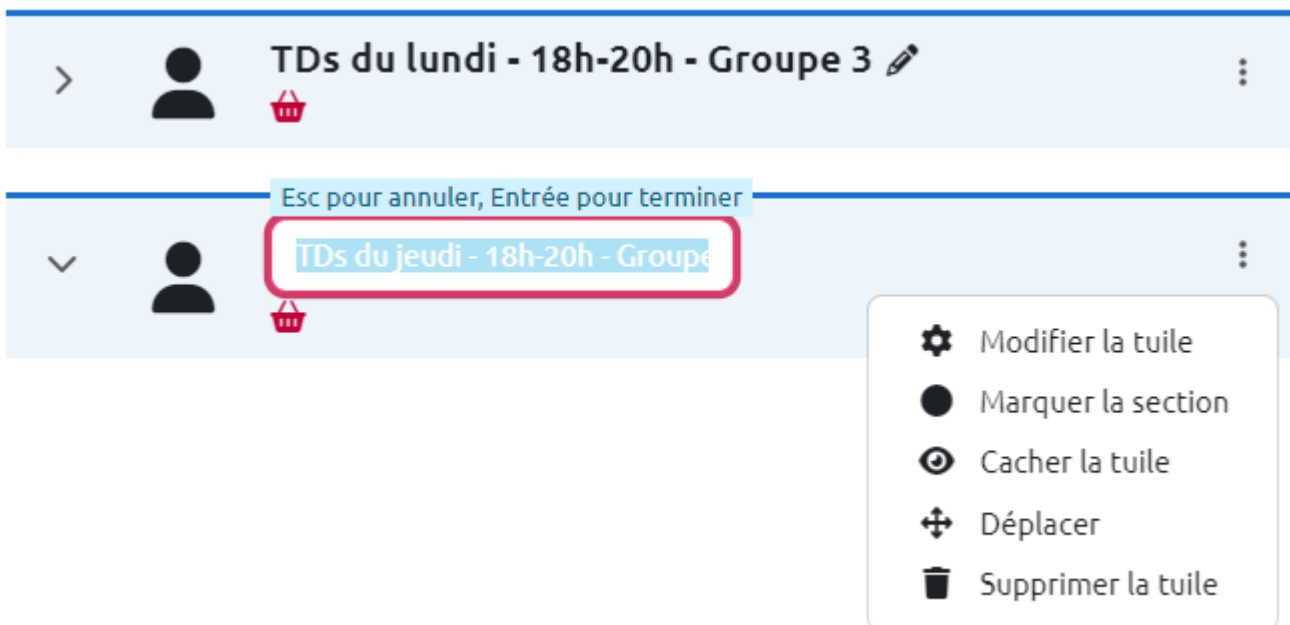 TDs du lundi - 18h-20h - Groupe 3
Esc pour annuler, Entrée pour terminer
TDs du jeudi - 18h-20h - Groupe
Modifier la tuile
Marquer la section
Cacher la tuile
Déplacer
Supprimer la tuile